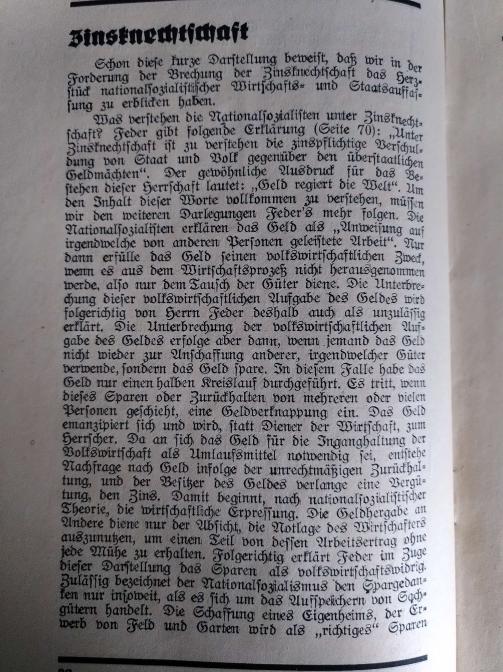 Zinsknechtschaft
Schon diese kurze Darstellung beweist, daß wir in der
Forderung der Brechung der Zinsknechtschaft das Herz-
stück nationalsozialistischer Wirtschafts- und Staatsauffas-
sung zu erblicken haben.
Was verstehen die Nationalsozialisten unter Zinsknecht-
schaft? Feder gibt folgende Erklärung (Seite 70): „Unter
Zinsknechtschaft ist zu verstehen die zinspflichtige Verschul-
dung von Staat und Volk gegenüber den überstaatlichen
Geldmächten“. Der gewöhnliche Ausdruck für das Be-
stehen dieser Herrschaft lautet: „Geld regiert die Welt“. Um
den Inhalt dieser Worte vollkommen zu verstehen, müssen
wir den weiteren Darlegungen Feder's mehr folgen. Die
Nationalsozialisten erklären das Geld als „Anweisung auf
irgendwelche von anderen Personen geleistete Arbeit“. Nur
dann erfülle das Geld seinen volkswirtschaftlichen Zweck,
wenn es aus dem Wirtschaftsprozeß nicht herausgenommen
werde, also nur dem Tausch der Güter diene. Die Unterbre-
chung dieser volkswirtschaftlichen Aufgabe des Geldes wird
folgerichtig von Herrn Feder deshalb auch als unzulässig
erklärt. Die Unterbrechung der volkswirtschaftlichen Auf-
gabe des Geldes erfolge aber dann, wenn jemand das Geld
nicht wieder zur Anschaffung anderer, irgendwelcher Güter
verwende, sondern das Geld spare. In diesem Falle habe das
Geld nur einen halben Kreislauf durchgeführt. Es tritt, wenn
dieses Sparen oder Zurückhalten von mehreren oder vielen
Personen geschieht, eine Geldverknappung ein. Das Geld
emanzipiert sich und wird, statt Diener der Wirtschaft, zum
Herrscher. Da an sich das Geld für die Inganghaltung der
Volkswirtschaft als Umlaufsmittel notwendig sei, entstehe
Nachfrage nach Geld infolge der unrechtmäßigen Zurückhal-
tung, und der Besitzer des Geldes verlange eine Vergü-
tung, den Zins. Damit beginnt, nach nationalsozialistischer
Theorie, die wirtschaftliche Erpressung. Die Geldhergabe an
Andere diene nur der Absicht, die Notlage des Wirtschafters
auszunutzen, um einen Teil von dessen Arbeitsertrag ohne
jede Mühe zu erhalten. Folgerichtig erklärt Feder im Zuge
dieser Darstellung das Sparen als volkswirtschaftswidrig.
Zulässig bezeichnet der Nationalsozialismus den Spargedan-
ken nur insoweit, als es sich um das Aufspeichern von Sach-
gütern handelt. Die Schaffung eines Eigenheims, der Er-
werb von Feld und Garten wird als „richtiges“ Sparen